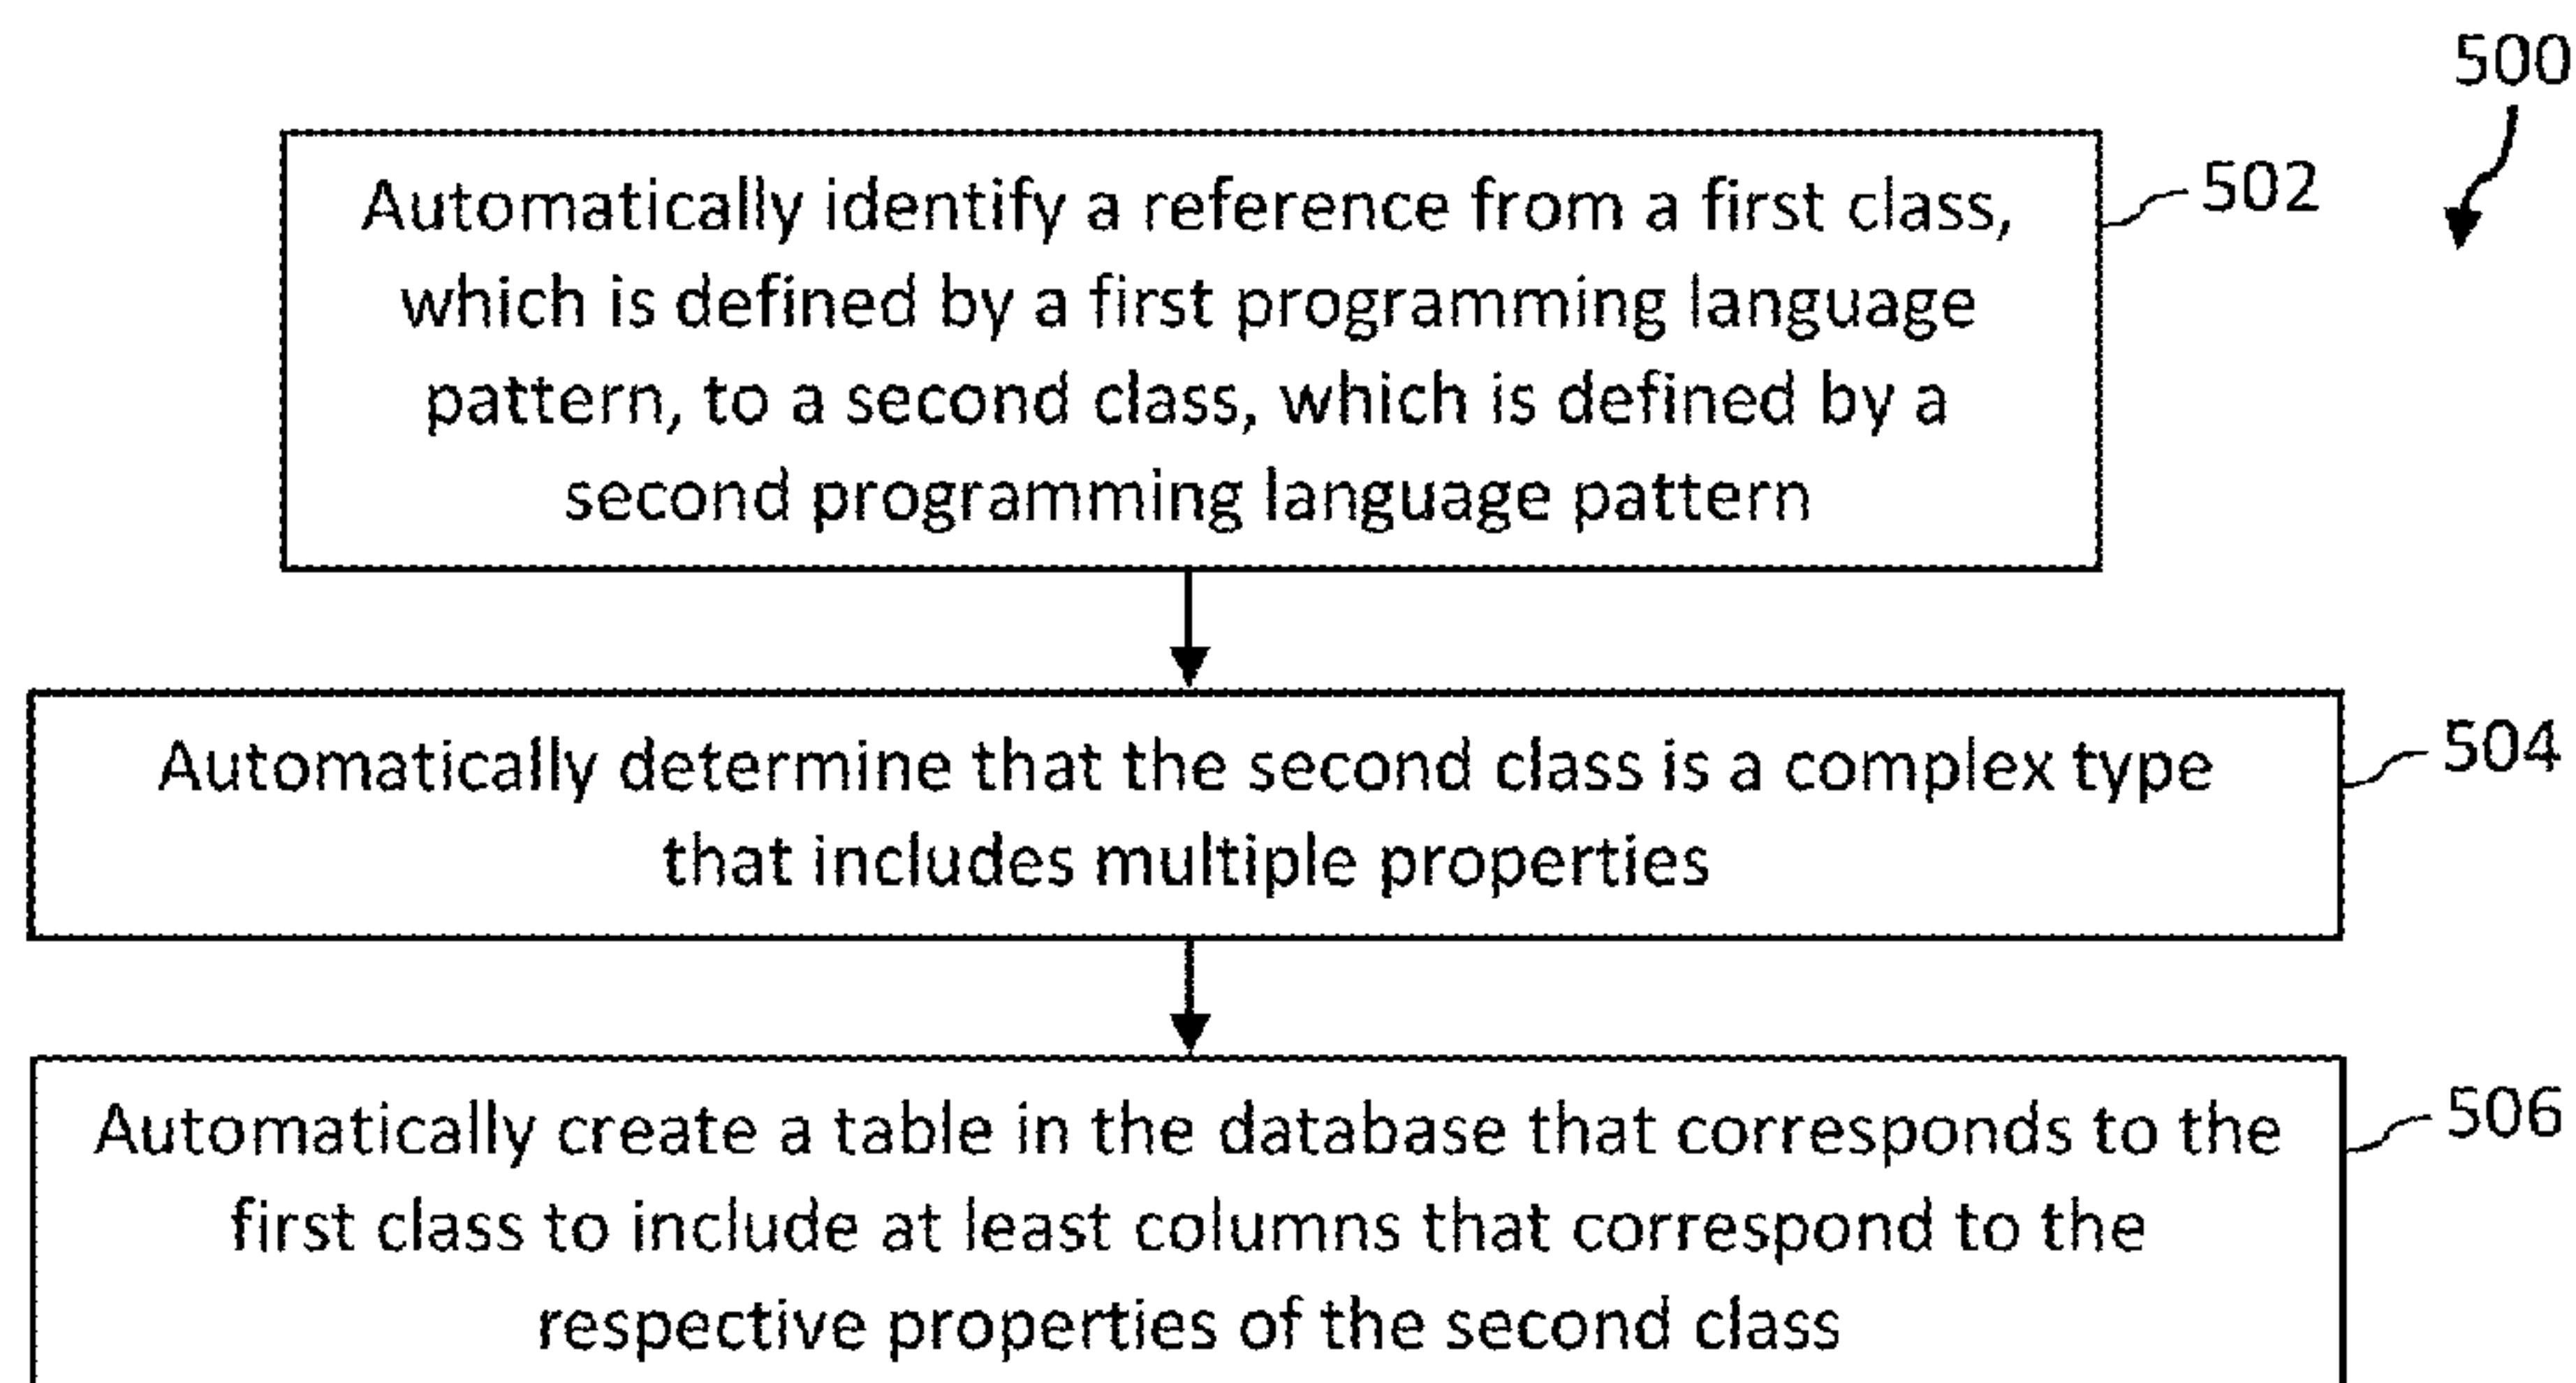 500
Automatically identify a reference from a first class,
502
which is defined by a first programming language
pattern, to a second class, which is defined by a
second programming language pattern
Automatically determine that the second class is a complex type
504
that includes multiple properties
Automatically create a table in the database that corresponds to the
506
first class to include at least columns that correspond to the
respective properties of the second class